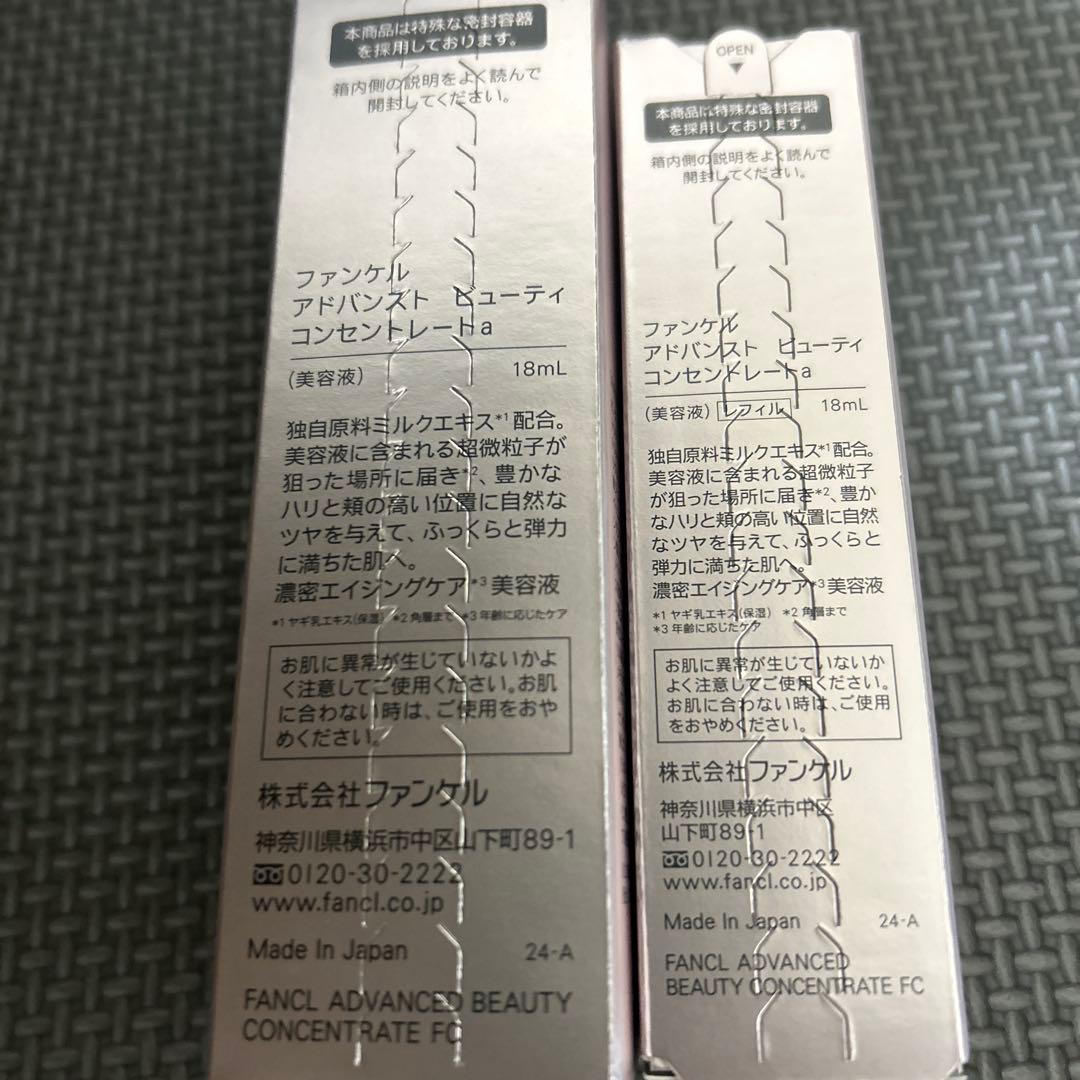 本商品は特殊な密封容器
を採用しております。
箱内側の説明をよく読んで
開封してください。
ファンケル
アドバンスト ビューティ
コンセントレートa
(美容液) 18mL
独自原料ミルクエキス*1配合。
美容液に含まれる超微粒子が
狙った場所に届き*2、豊かな
ハリと頬の高い位置に自然な
ツヤを与えて、ふっくらと弾力
に満ちた肌へ。
濃密エイジングケア*3美容液
*1 ヤギ乳エキス(保湿) *2 角層まで *3 年齢に応じたケア
お肌に異常が生じていないかよ
く注意してご使用ください。お肌
に合わない時は、ご使用をおや
めください。
株式会社ファンケル
神奈川県横浜市中区山下町89-1
0120-30-2222
www.fancl.co.jp
Made In Japan 24-A
FANCL ADVANCED BEAUTY
CONCENTRATE FC
OPEN
本商品は特殊な密封容器
を採用しております。
箱内側の説明をよく読んで
開封してください。
ファンケル
アドバンスト ビューティ
コンセントレートa
(美容液) レフィル 18mL
独自原料ミルクエキス*1配合。
美容液に含まれる超微粒子
が狙った場所に届き*2、豊か
なハリと頬の高い位置に自然
なツヤを与えて、ふっくらと
弾力に満ちた肌へ。
濃密エイジングケア*3美容液
*1 ヤギ乳エキス(保湿) *2 角層まで
*3 年齢に応じたケア
お肌に異常が生じていないか
よく注意してご使用ください。
お肌に合わない時は、ご使用
をおやめください。
株式会社ファンケル
神奈川県横浜市中区
山下町89-1
0120-30-2222
www.fancl.co.jp
Made In Japan 24-A
FANCL ADVANCED
BEAUTY CONCENTRATE FC